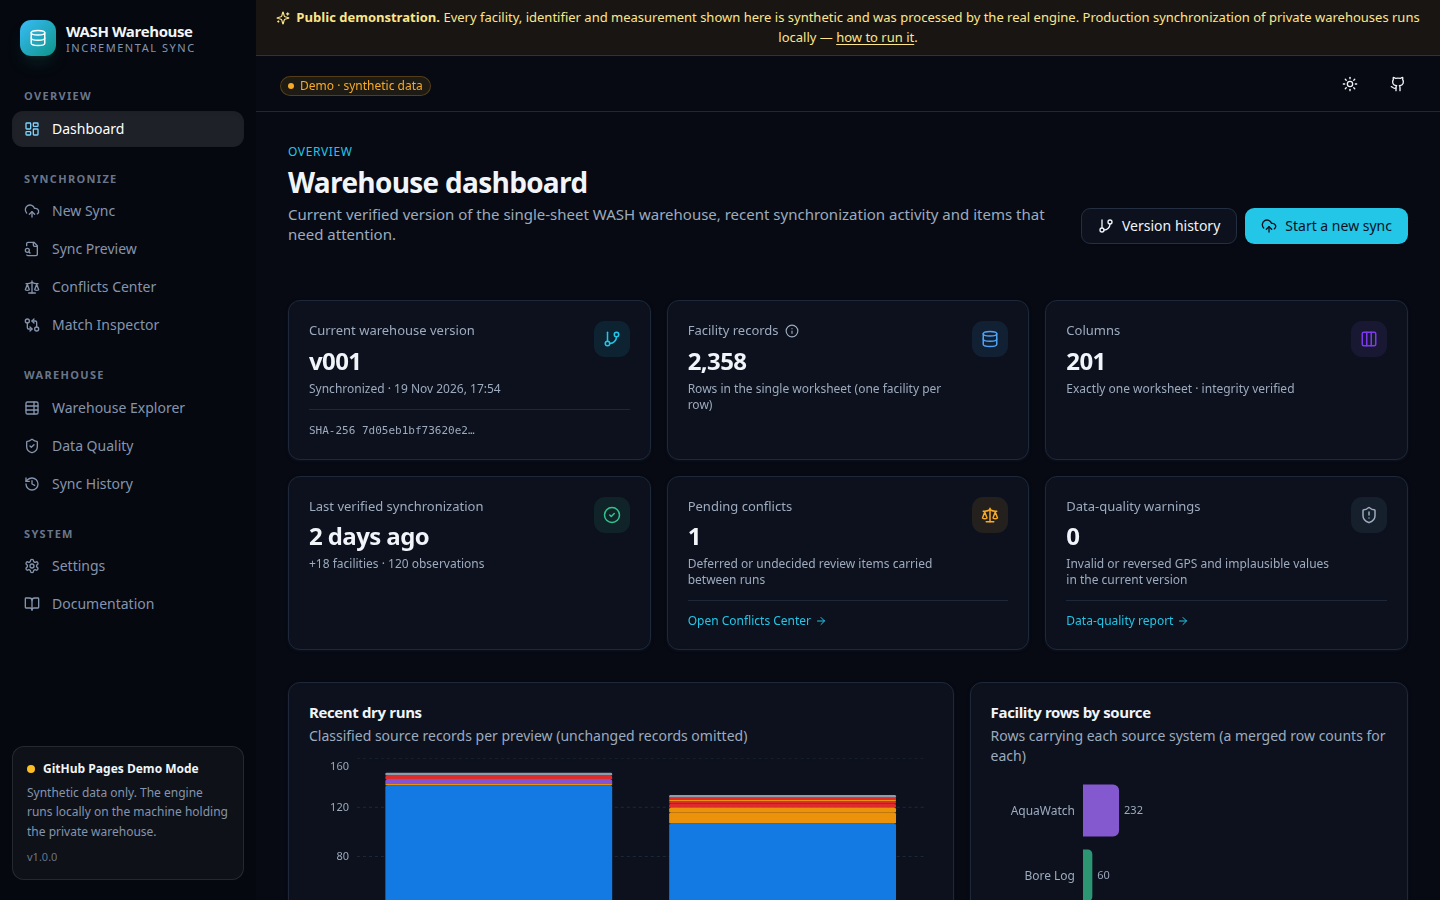 WASH Warehouse
INCREMENTAL SYNC
OVERVIEW
Dashboard
SYNCHRONIZE
New Sync
Sync Preview
Conflicts Center
Match Inspector
WAREHOUSE
Warehouse Explorer
Data Quality
Sync History
SYSTEM
Settings
Documentation
GitHub Pages Demo Mode
Synthetic data only. The engine
runs locally on the machine holding
the private warehouse.
v1.0.0
Public demonstration. Every facility, identifier and measurement shown here is synthetic and was processed by the real engine. Production synchronization of private warehouses runs
locally — how to run it.
Demo · synthetic data
OVERVIEW
Warehouse dashboard
Current verified version of the single-sheet WASH warehouse, recent synchronization activity and items that
need attention.
Version history
Start a new sync
Current warehouse version
v001
Synchronized · 19 Nov 2026, 17:54
SHA-256 7d05eb1bf73620e2…
Facility records
2,358
Rows in the single worksheet (one facility per
row)
Columns
201
Exactly one worksheet · integrity verified
Last verified synchronization
2 days ago
+18 facilities · 120 observations
Pending conflicts
1
Deferred or undecided review items carried
between runs
Open Conflicts Center →
Data-quality warnings
0
Invalid or reversed GPS and implausible values
in the current version
Data-quality report →
Recent dry runs
Classified source records per preview (unchanged records omitted)
160
120
80
Facility rows by source
Rows carrying each source system (a merged row counts for
each)
AquaWatch
232
Bore Log
60